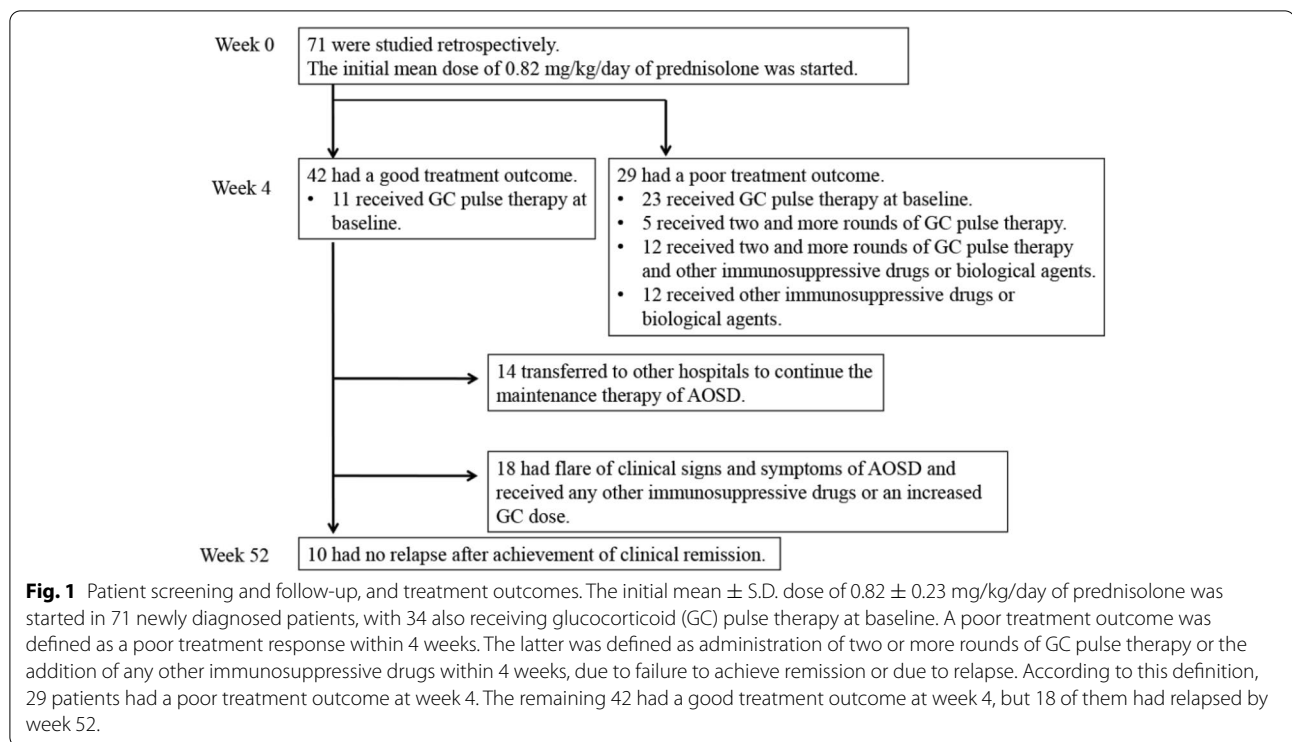 Week 0
71 were studied retrospectively.
The initial mean dose of 0.82 mg/kg/day of prednisolone was started.
Week 4
42 had a good treatment outcome.
• 11 received GC pulse therapy at
baseline.
29 had a poor treatment outcome.
• 23 received GC pulse therapy at baseline.
• 5 received two and more rounds of GC pulse therapy.
• 12 received two and more rounds of GC pulse therapy
and other immunosuppressive drugs or biological agents.
• 12 received other immunosuppressive drugs or
biological agents.
14 transferred to other hospitals to continue the
maintenance therapy of AOSD.
18 had flare of clinical signs and symptoms of AOSD and
received any other immunosuppressive drugs or an increased
GC dose.
Week 52
10 had no relapse after achievement of clinical remission.
Fig. 1 Patient screening and follow-up, and treatment outcomes. The initial mean ± S.D. dose of 0.82 ± 0.23 mg/kg/day of prednisolone was
started in 71 newly diagnosed patients, with 34 also receiving glucocorticoid (GC) pulse therapy at baseline. A poor treatment outcome was
defined as a poor treatment response within 4 weeks. The latter was defined as administration of two or more rounds of GC pulse therapy or the
addition of any other immunosuppressive drugs within 4 weeks, due to failure to achieve remission or due to relapse. According to this definition,
29 patients had a poor treatment outcome at week 4. The remaining 42 had a good treatment outcome at week 4, but 18 of them had relapsed by
week 52.